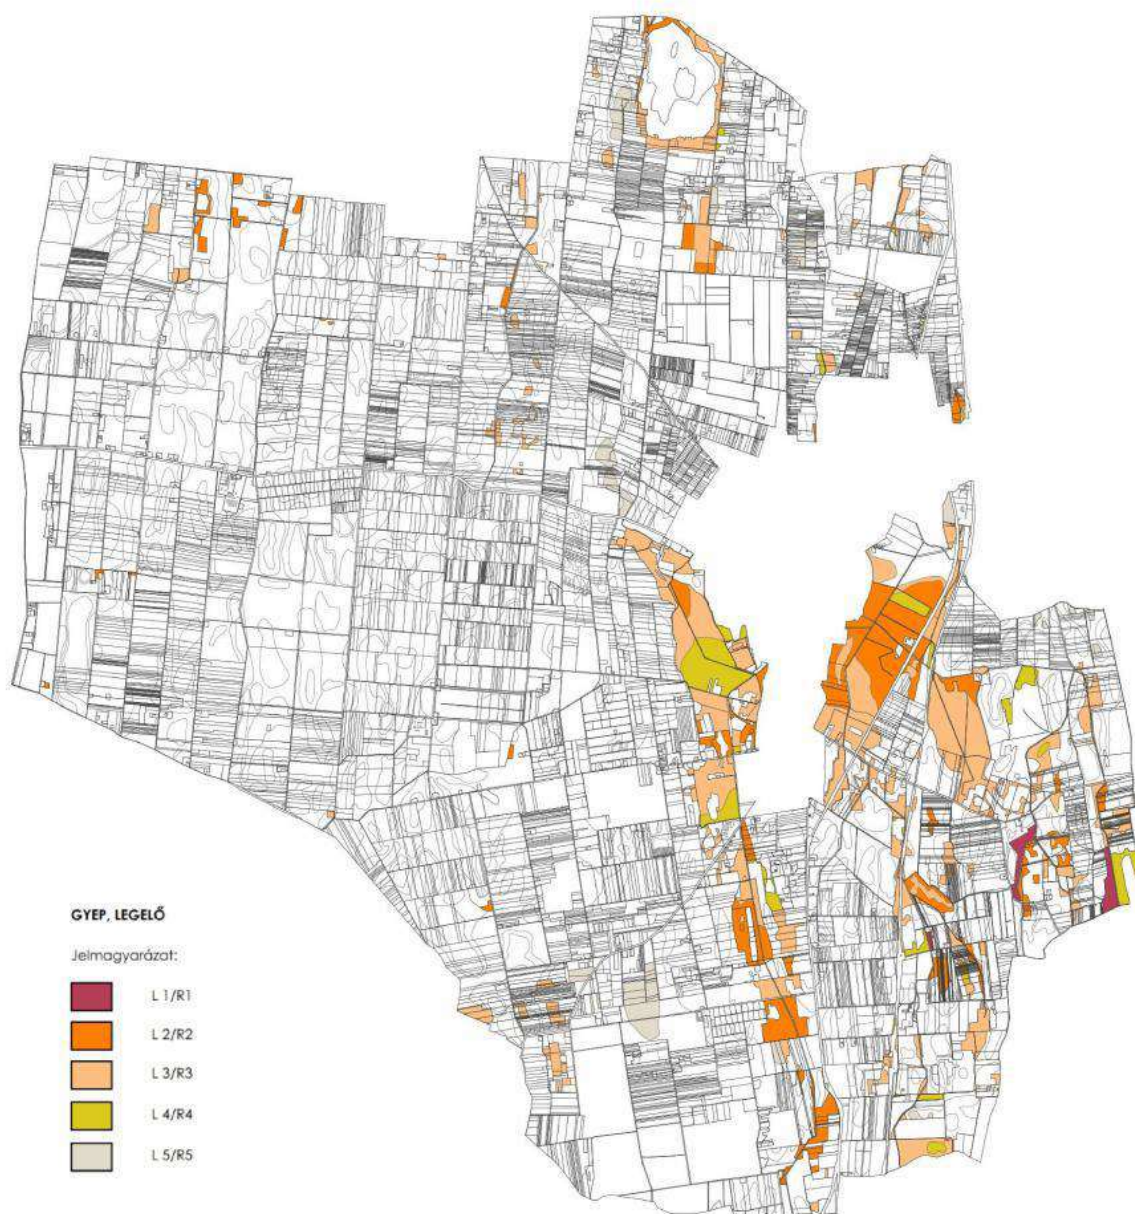 GYEP, LEGELŐ
Jelmagyarázat:
L 1/R1
L 2/R2
L 3/R3
L 4/R4
L 5/R5